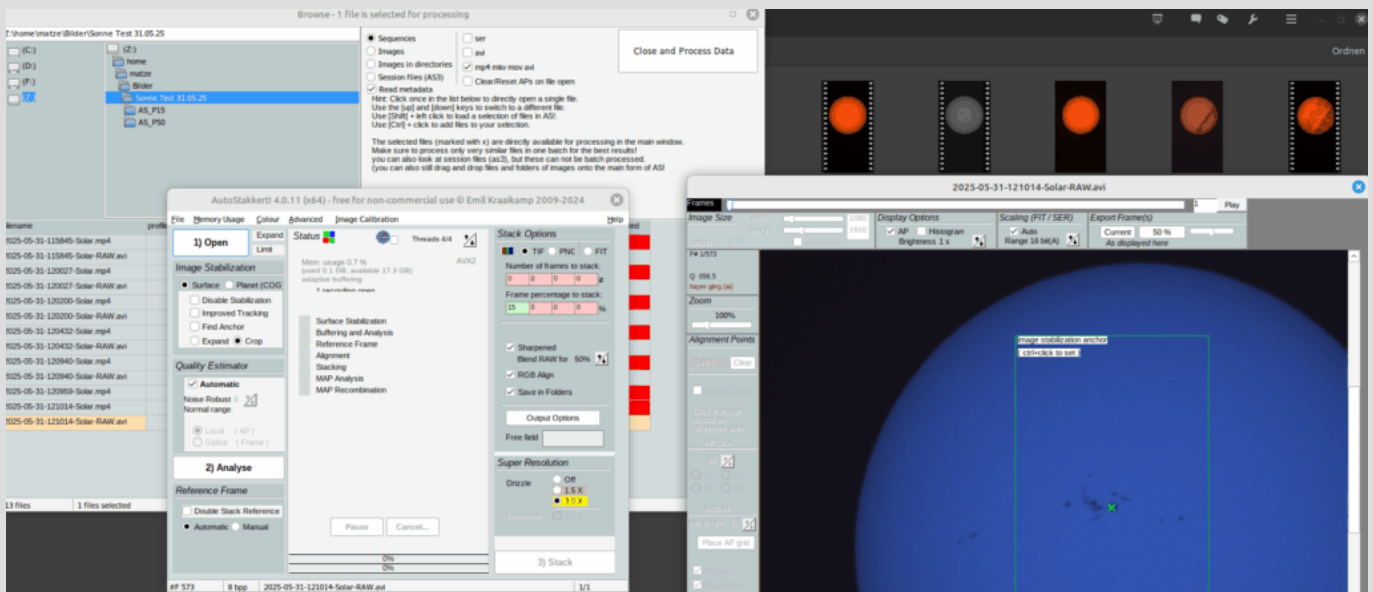 Browse - 1 file is selected for processing
Z:\home\matze\Bilder\Sonne Test 31.05.25
(C:)
(D:)
(F:)
(Z:)
home
matze
Bilder
Sonne Test 31.05.25
AS_P15
AS_P50
Sequences
Images
Images in directories
Session files (AS3)
Read metadata
ser
avi
mp4 mkv mov avi
Clear/Reset APs on file open
Close and Process Data
Hint: Click once in the list below to directly open a single file.
Use the [up] and [down] keys to switch to a different file.
Use [Shift] + left click to load a selection of files in AS!.
Use [Ctrl] + click to add files to your selection.
The selected files (marked with x) are directly available for processing in the main window.
Make sure to process only very similar files in one batch for the best results!
you can also look at session files (as3), but these can not be batch processed.
(you can also still drag and drop files and folders of images onto the main form of AS!
Ordnen
filename
profile
2025-05-31-115845-Solar.mp4
2025-05-31-115845-Solar-RAW.avi
2025-05-31-120027-Solar.mp4
2025-05-31-120027-Solar-RAW.avi
2025-05-31-120200-Solar.mp4
2025-05-31-120200-Solar-RAW.avi
2025-05-31-120432-Solar.mp4
2025-05-31-120432-Solar-RAW.avi
2025-05-31-120940-Solar.mp4
2025-05-31-120940-Solar-RAW.avi
2025-05-31-120959-Solar.mp4
2025-05-31-121014-Solar.mp4
2025-05-31-121014-Solar-RAW.avi
13 files
1 files selected
AutoStakkert! 4.0.11 (x64) - free for non-commercial use © Emil Kraaikamp 2009-2024
File Memory Usage Colour Advanced Image Calibration Help
1) Open
Expand
Limit
Image Stabilization
Surface Planet (COG
Disable Stabilization
Improved Tracking
Find Anchor
Expand Crop
Quality Estimator
Automatic
Noise Robust 6
Normal range
Local (AP)
Global (Frame)
2) Analyse
Reference Frame
Double Stack Reference
Automatic Manual
Status
Threads 4/4
Mem. usage 0.7 %
(used 0.1 GB, available 17.3 GB)
adaptive buffering
AVX2
1 recording open
Surface Stabilization
Buffering and Analysis
Reference Frame
Alignment
Stacking
MAP Analysis
MAP Recombination
Pause
Cancel...
0%
0%
Stack Options
TIF PNG FIT
Number of frames to stack:
0 0 0 0 #
Frame percentage to stack:
15 0 0 0 %
Sharpened
Blend RAW for 50%
RGB Align
Save in Folders
Output Options
Free field
Super Resolution
Drizzle
Off
1.5 X
3.0 X
3) Stack
#F 573
8 bpp
2025-05-31-121014-Solar-RAW.avi
1/1
2025-05-31-121014-Solar-RAW.avi
Frames
1
Play
Image Size
Width
1080
Height
1920
Display Options
AP Histogram
Brightness 1 x
Scaling (FIT / SER)
Auto
Range 16 bit(A)
Export Frame(s)
Current 50 %
As displayed here
F# 1/573
Q 056.5
Zoom
100%
Alignment Points
Clear
Place AP grid
image stabilization anchor
( ctrl+click to set )